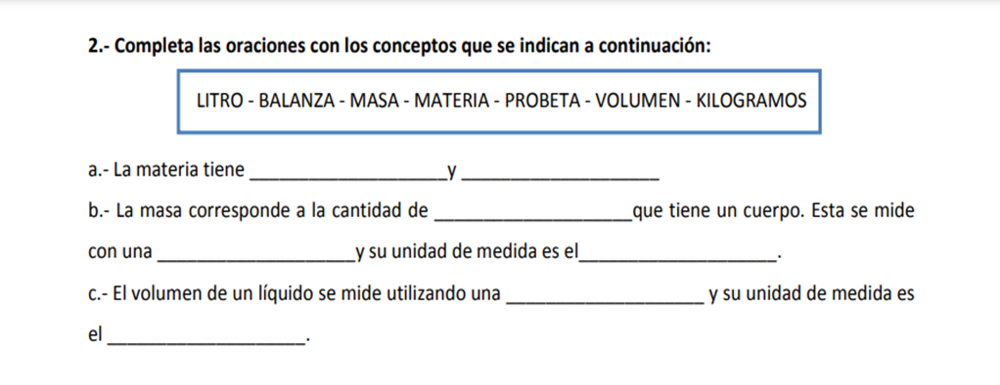 2.- Completa las oraciones con los conceptos que se indican a continuación:
LITRO - BALANZA - MASA - MATERIA - PROBETA - VOLUMEN - KILOGRAMOS
a.- La materia tiene ____________________y ____________________
b.- La masa corresponde a la cantidad de ____________________que tiene un cuerpo. Esta se mide
con una ____________________y su unidad de medida es el____________________.
c.- El volumen de un líquido se mide utilizando una ____________________ y su unidad de medida es
el ____________________.